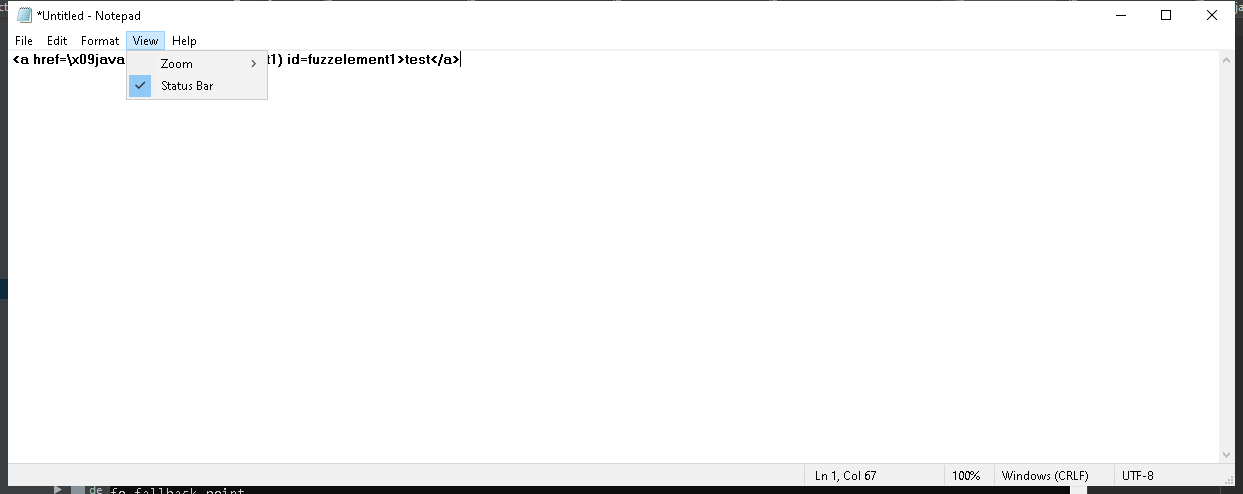 *Untitled - Notepad
File Edit Format View Help
<a href=\x09java t1) id=fuzzelement1>test</a>
Zoom
Status Bar
Ln 1, Col 67 100% Windows (CRLF) UTF-8
de fo fallback point